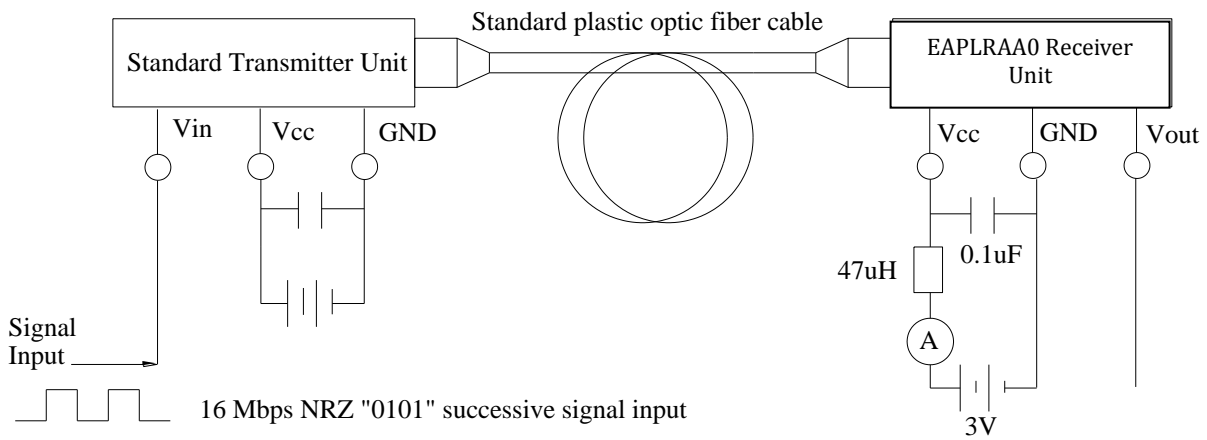 Standard plastic optic fiber cable
Standard Transmitter Unit
EAPLRAA0 Receiver
Unit
Vin
Vcc
GND
Vcc
GND
Vout
47uH
0.1uF
A
3V
Signal
Input
16 Mbps NRZ "0101" successive signal input